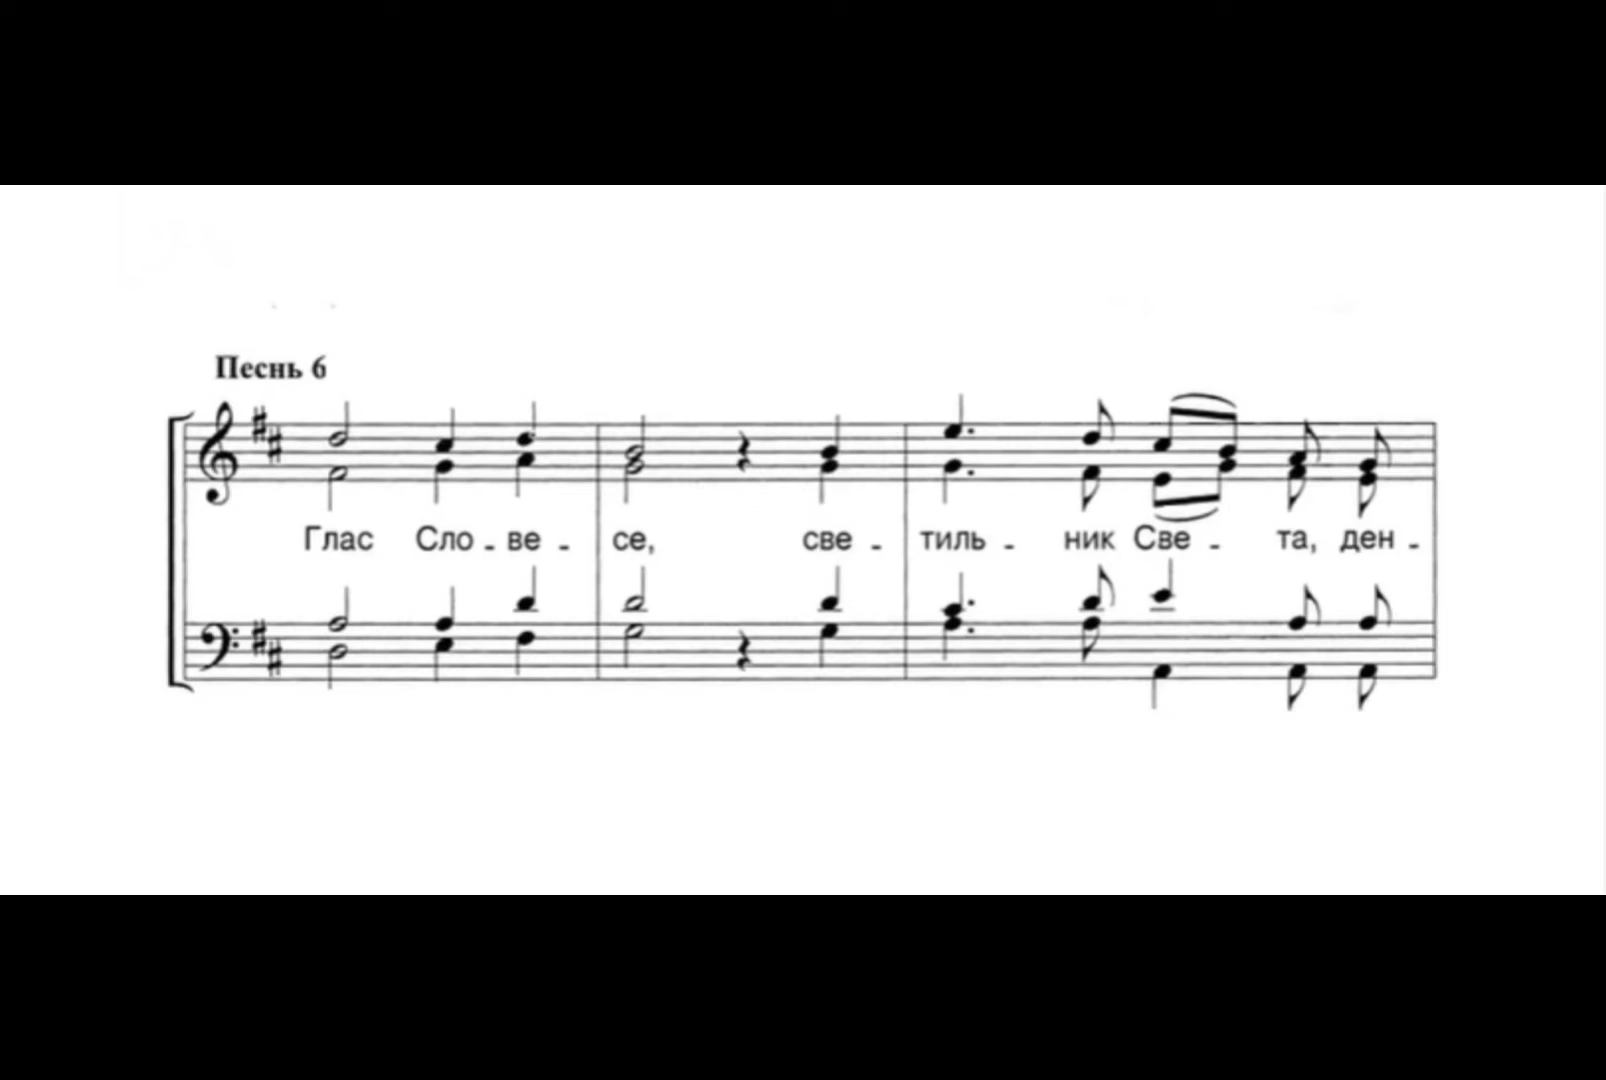 Песнь 6
Глас Сло - ве - се, све - тиль - ник Све - та, ден -